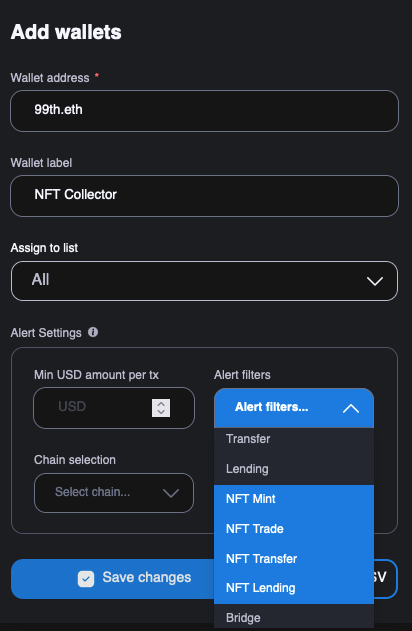 Add wallets
Wallet address *
99th.eth
Wallet label
NFT Collector
Assign to list
All
Alert Settings
Min USD amount per tx
Alert filters
USD
Alert filters...
Transfer
Lending
Chain selection
Select chain...
NFT Mint
NFT Trade
NFT Transfer
NFT Lending
Bridge
Save changes
SV